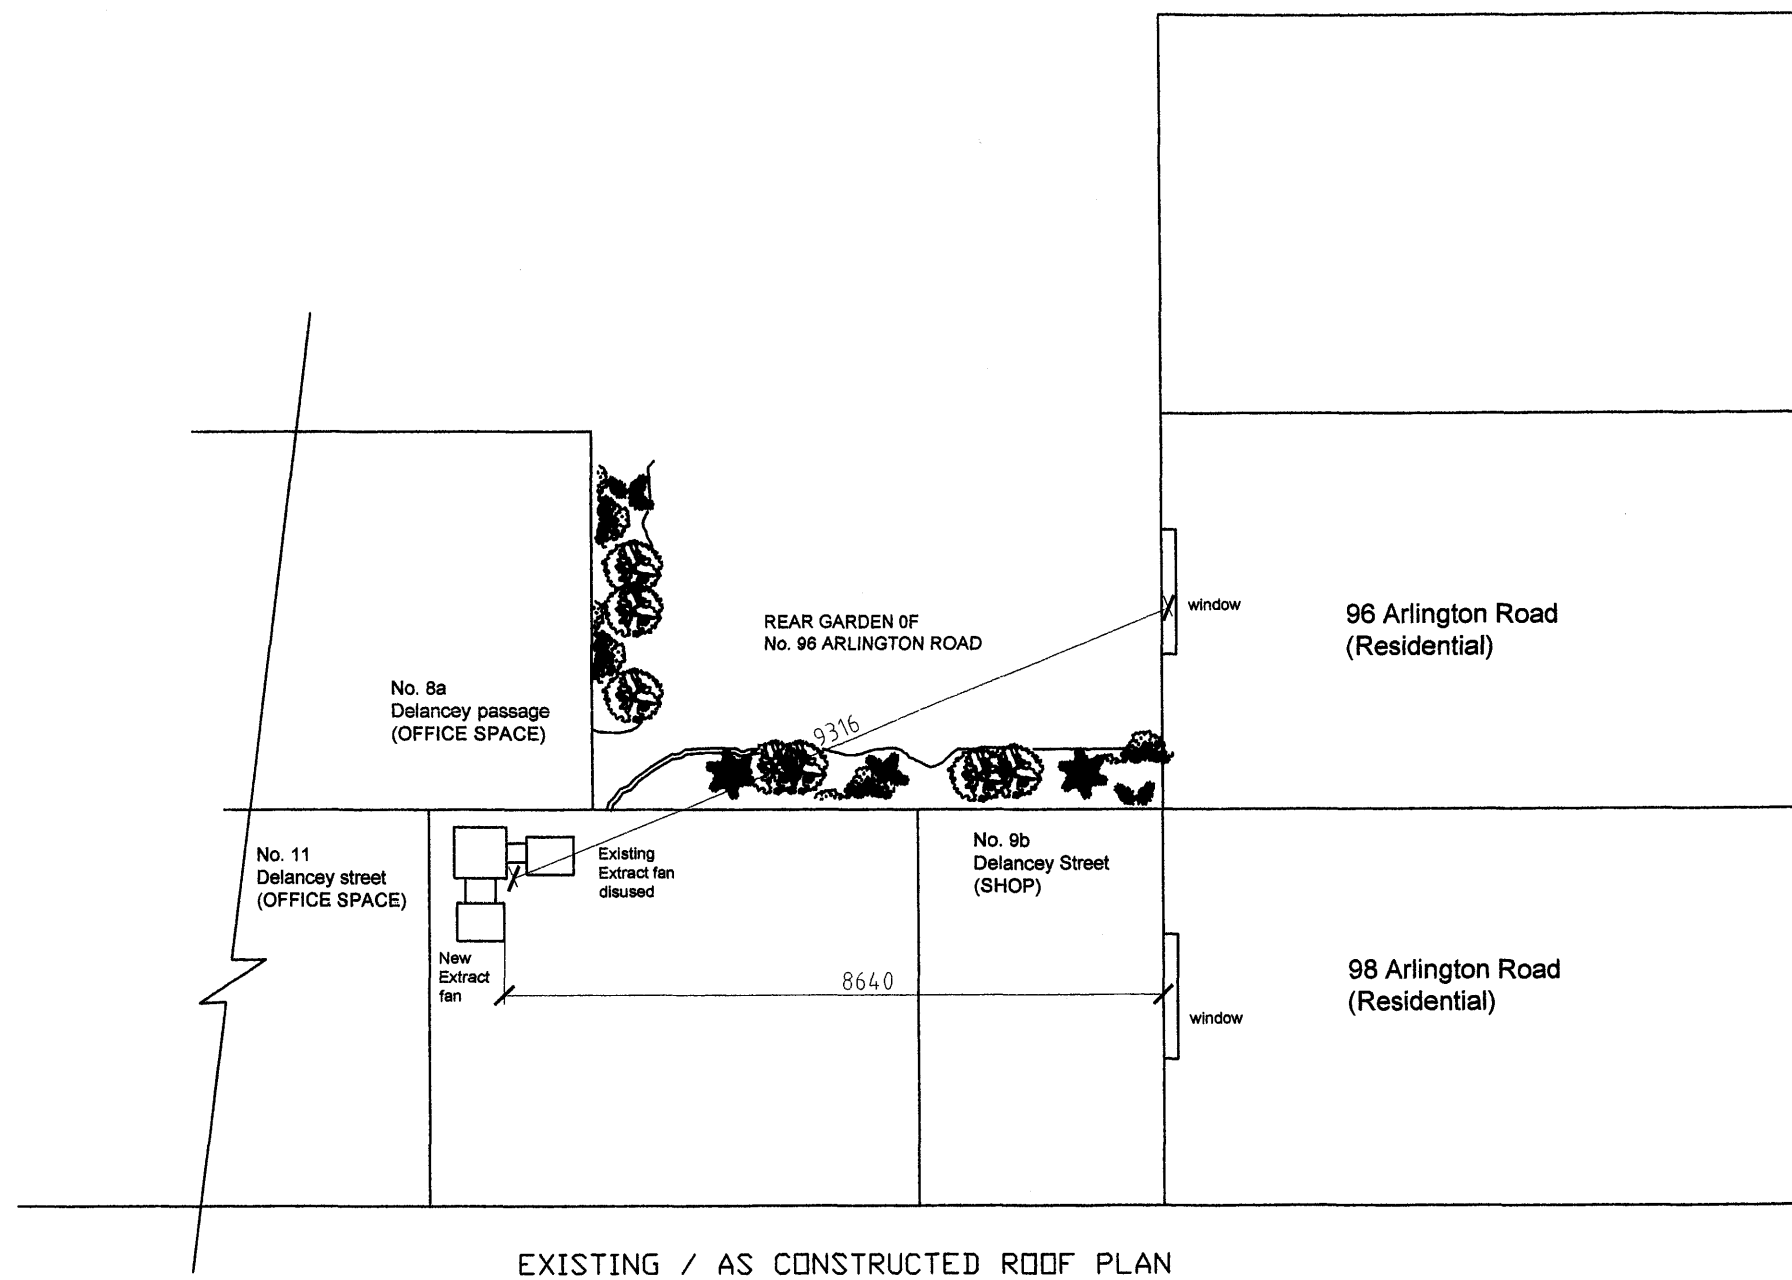 REAR GARDEN 0F
No. 96 ARLINGTON ROAD
window
96 Arlington Road
(Residential)
No. 8a
Delancey passage
(OFFICE SPACE)
9316
No. 11
Delancey street
(OFFICE SPACE)
Existing
Extract fan
disused
No. 9b
Delancey Street
(SHOP)
New
Extract
fan
8640
98 Arlington Road
(Residential)
window
EXISTING / AS CONSTRUCTED ROOF PLAN